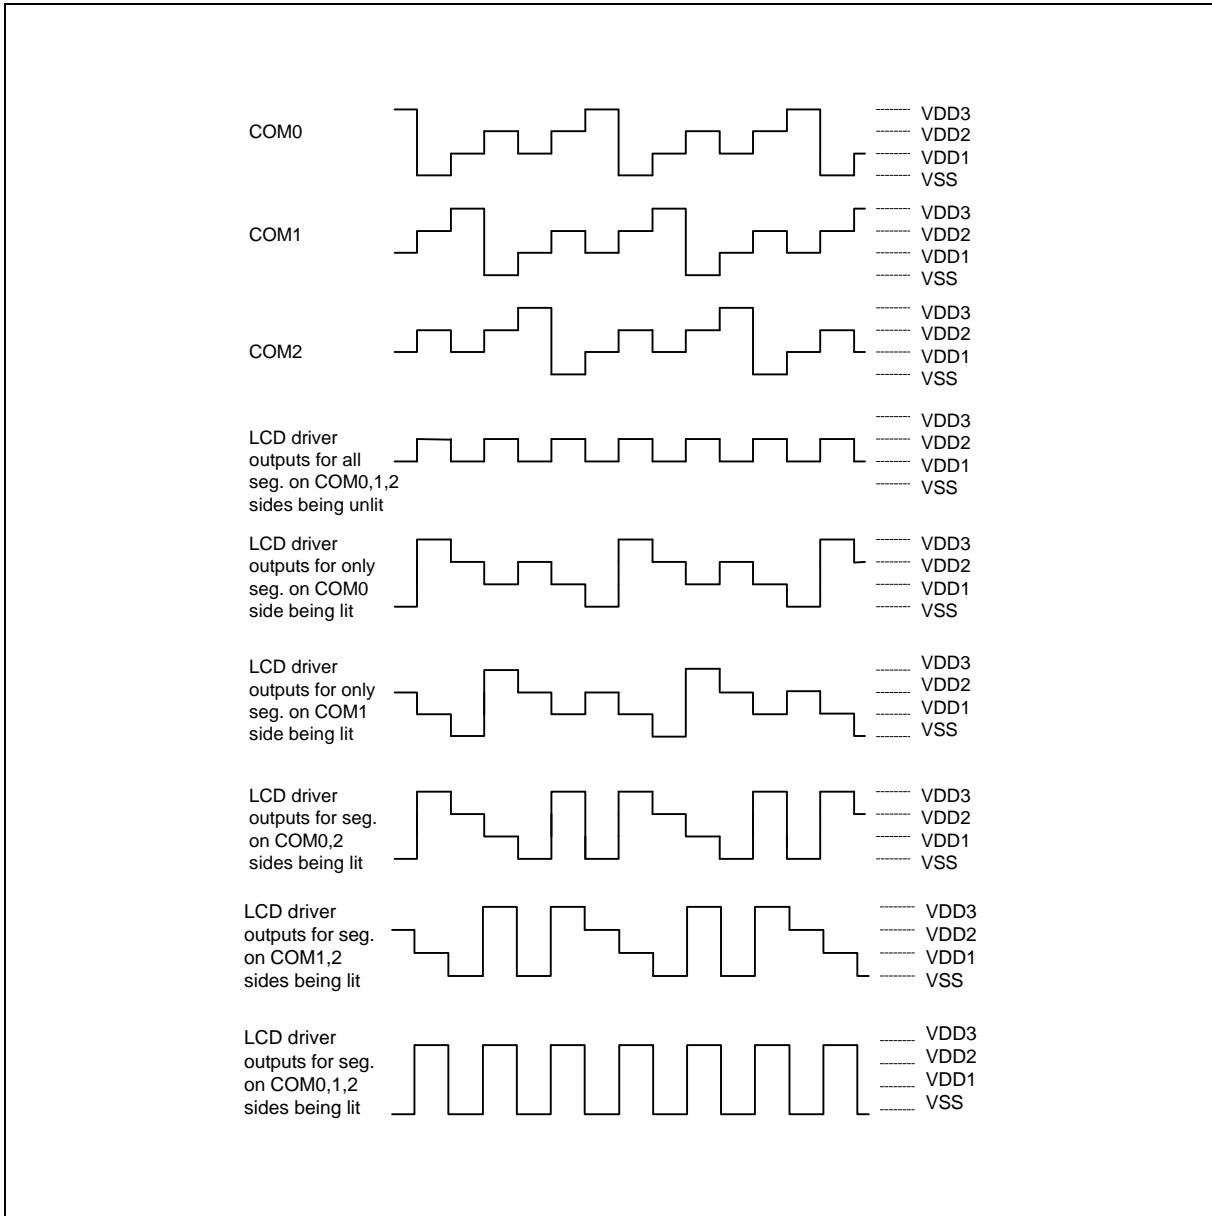 COM0
VDD3
VDD2
VDD1
VSS
COM1
VDD3
VDD2
VDD1
VSS
COM2
VDD3
VDD2
VDD1
VSS
LCD driver
outputs for all
seg. on COM0,1,2
sides being unlit
VDD3
VDD2
VDD1
VSS
LCD driver
outputs for only
seg. on COM0
side being lit
VDD3
VDD2
VDD1
VSS
LCD driver
outputs for only
seg. on COM1
side being lit
VDD3
VDD2
VDD1
VSS
LCD driver
outputs for seg.
on COM0,2
sides being lit
VDD3
VDD2
VDD1
VSS
LCD driver
outputs for seg.
on COM1,2
sides being lit
VDD3
VDD2
VDD1
VSS
LCD driver
outputs for seg.
on COM0,1,2
sides being lit
VDD3
VDD2
VDD1
VSS